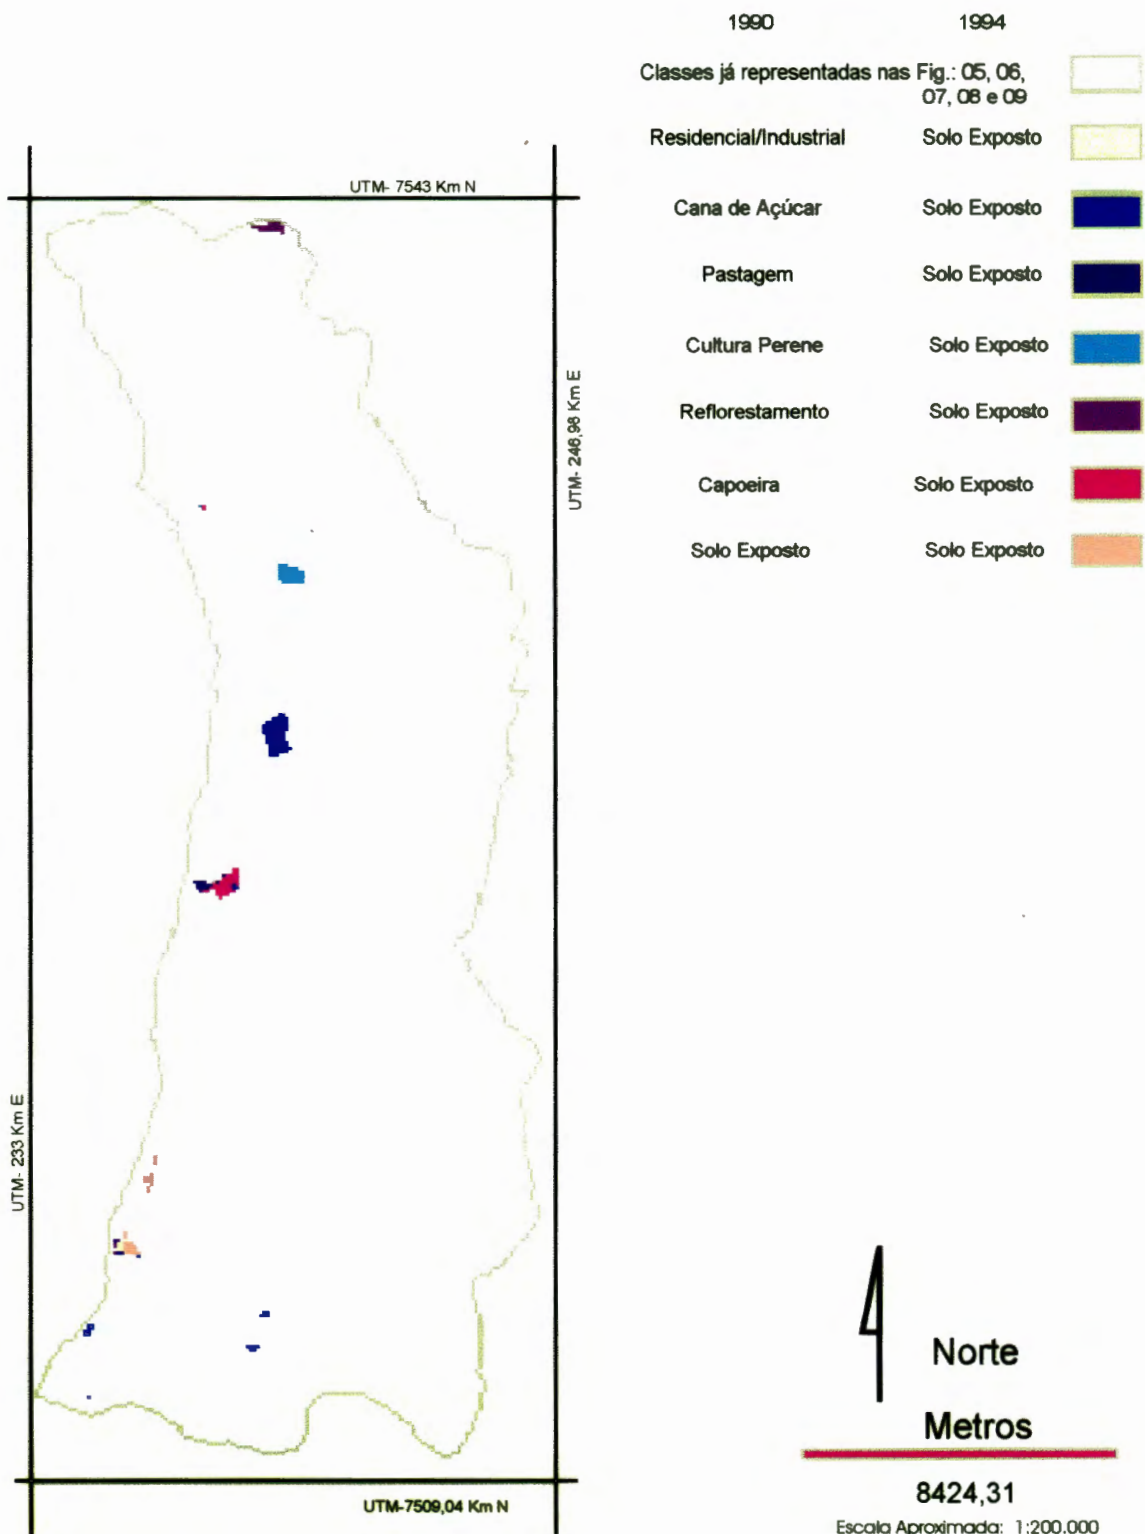 1990 1994
Classes já representadas nas Fig.: 05, 06,
07, 08 e 09
Residencial/Industrial Solo Exposto
Cana de Açúcar Solo Exposto
Pastagem Solo Exposto
Cultura Perene Solo Exposto
Reflorestamento Solo Exposto
Capoeira Solo Exposto
Solo Exposto Solo Exposto
UTM- 7543 Km N
UTM- 246,98 Km E
UTM- 233 Km E
UTM-7509,04 Km N
Norte
Metros
8424,31
Escala Aproximada: 1:200.000